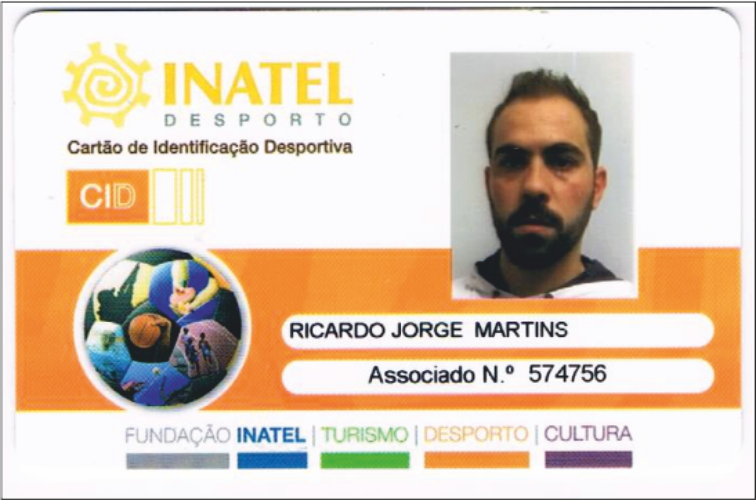 INATEL
DESPORTO
Cartão de Identificação Desportiva
CID
RICARDO JORGE MARTINS
Associado N.º 574756
FUNDAÇÃO INATEL | TURISMO | DESPORTO | CULTURA